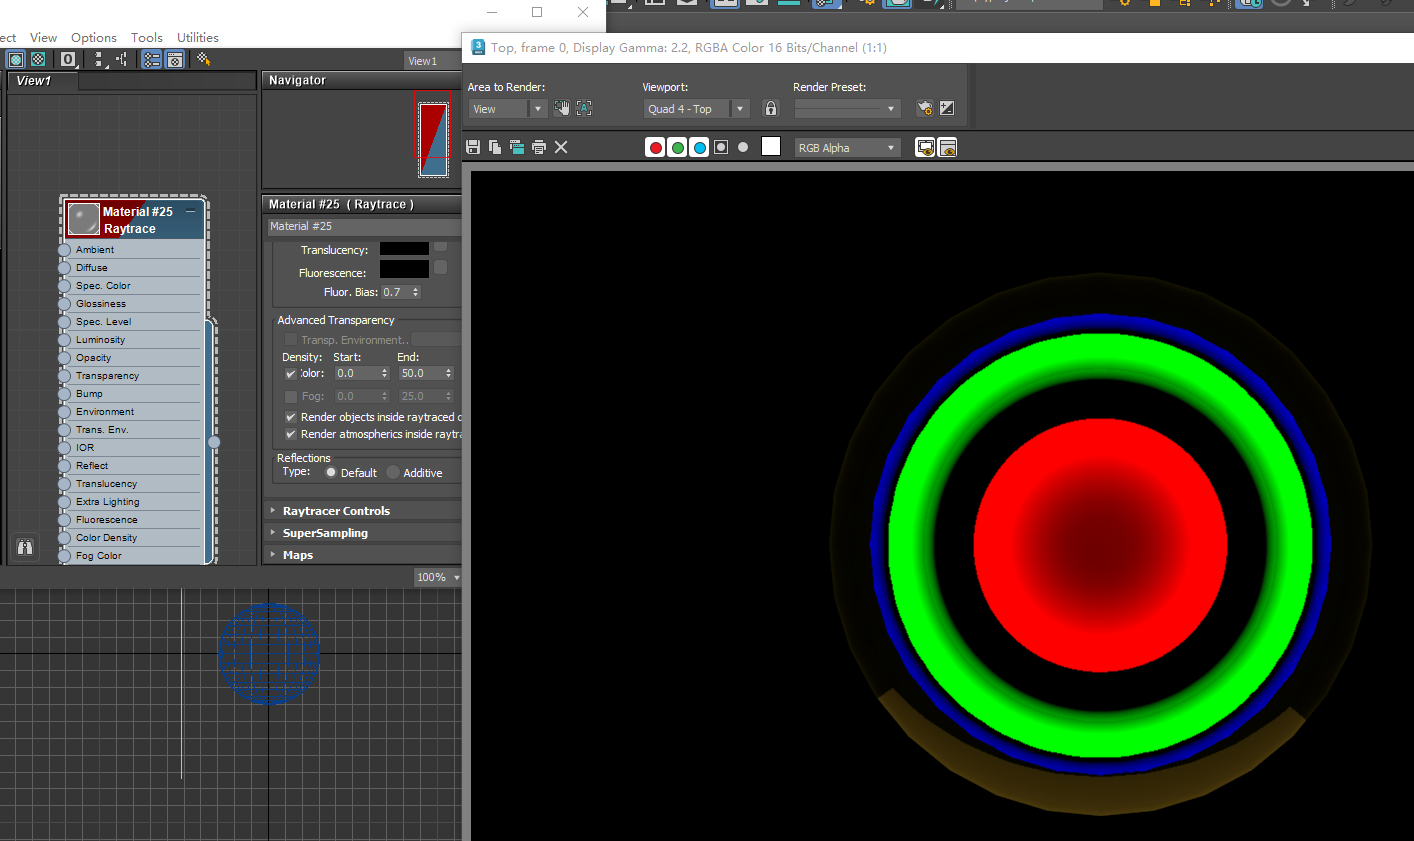 ect View Options Tools Utilities
Top, frame 0, Display Gamma: 2.2, RGBA Color 16 Bits/Channel (1:1)
0
View1
View1
Navigator
Area to Render:
Viewport:
Render Preset:
View
A
Quad 4 - Top
RGB Alpha
Material #25
Raytrace
Ambient
Diffuse
Spec. Color
Glossiness
Spec. Level
Luminosity
Opacity
Transparency
Bump
Environment
Trans. Env.
IOR
Reflect
Translucency
Extra Lighting
Fluorescence
Color Density
Fog Color
Material #25 ( Raytrace )
Material #25
Translucency:
Fluorescence:
Fluor. Bias: 0.7
Advanced Transparency
Transp. Environment..
Density: Start: End:
Color: 0.0 50.0
Fog: 0.0 25.0
Render objects inside raytraced o
Render atmospherics inside raytra
Reflections
Type: Default Additive
Raytracer Controls
SuperSampling
Maps
100%